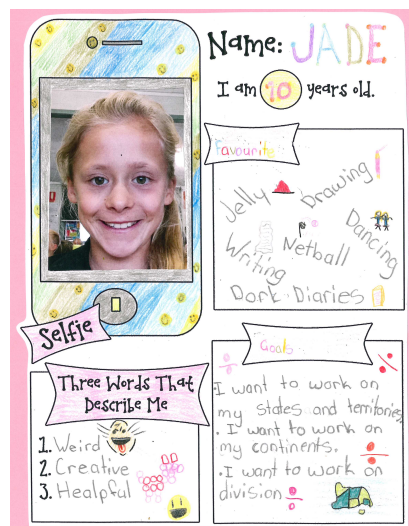 Name: JADE
I am 10 years old.
Favourite
Jelly
Drawing
Dancing
Writing
Netball
Dork Diaries
Selfie
Three Words That
Describe Me
1. Weird
2. Creative
3. Healpful
Goals
I want to work on
my states and territories.
. I want to work on
my continents.
. I want to work on
division